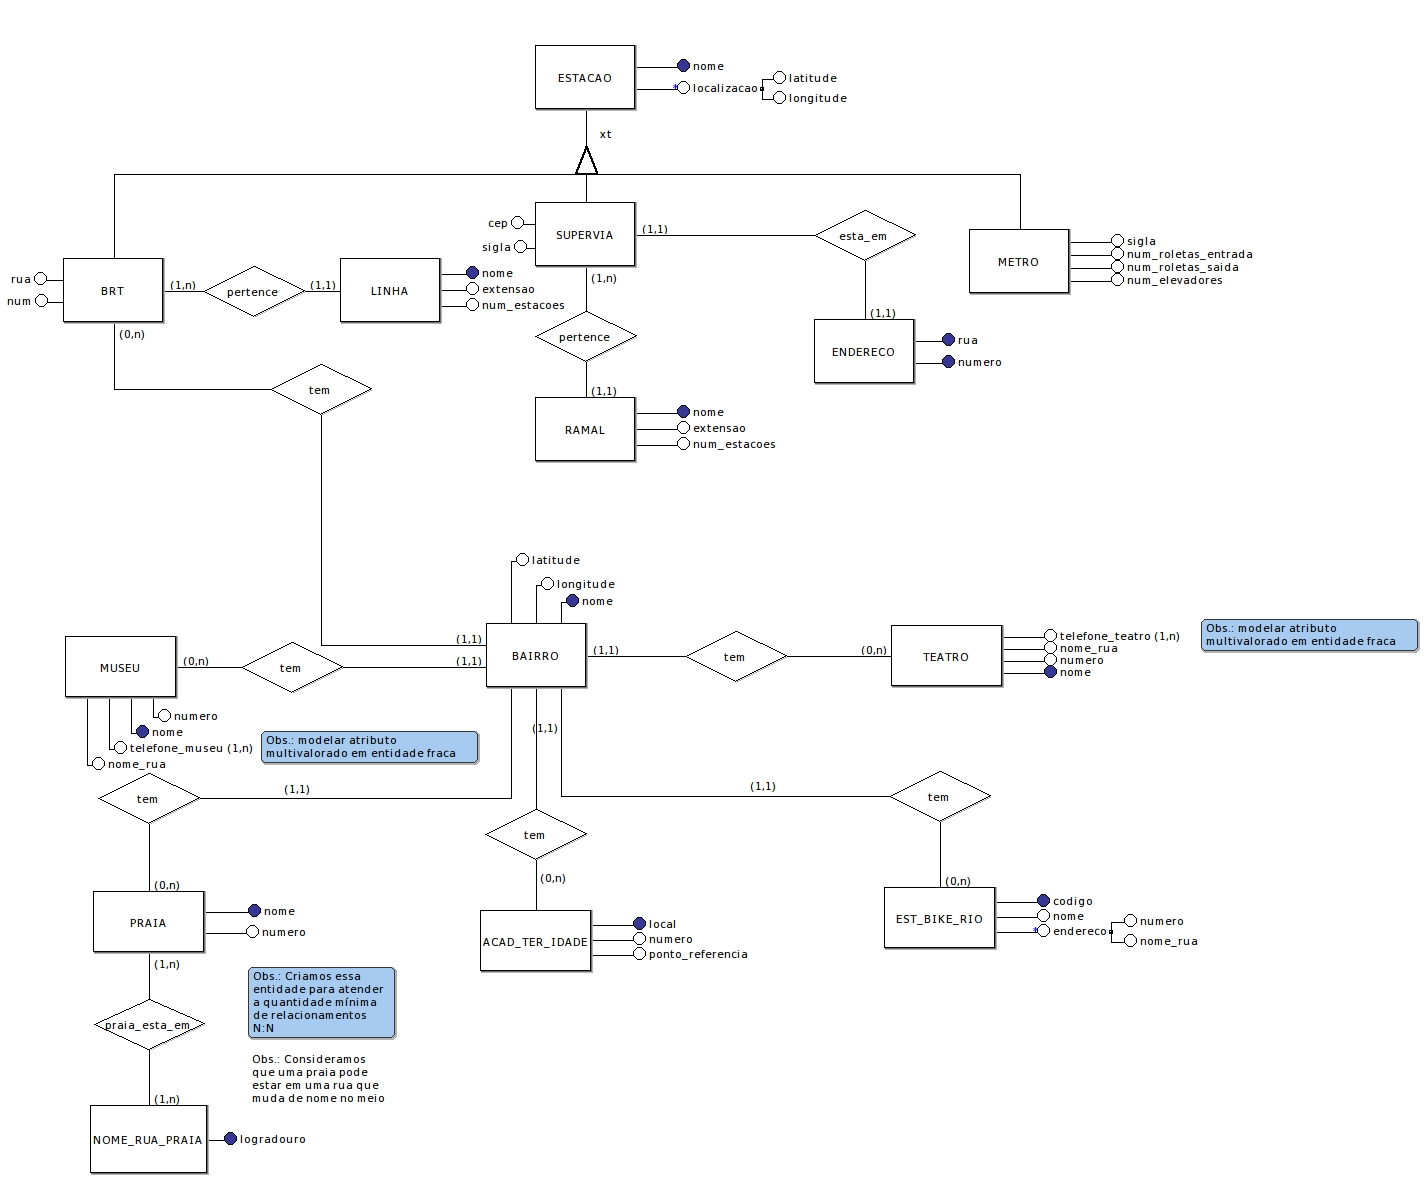 ESTACAO
nome
localizacao
latitude
longitude
xt
cep
sigla
SUPERVIA
(1,1)
esta_em
METRO
sigla
num_roletas_entrada
num_roletas_saida
num_elevadores
rua
num
BRT
(1,n)
pertence
(1,1)
LINHA
nome
extensao
num_estacoes
(1,n)
pertence
(1,1)
ENDERECO
rua
numero
(0,n)
tem
(1,1)
RAMAL
nome
extensao
num_estacoes
latitude
longitude
nome
(1,1)
(1,1)
BAIRRO
(1,1)
tem
(0,n)
TEATRO
telefone_teatro (1,n)
nome_rua
numero
nome
Obs.: modelar atributo
multivalorado em entidade fraca
MUSEU
(0,n)
tem
numero
nome
telefone_museu (1,n)
nome_rua
Obs.: modelar atributo
multivalorado em entidade fraca
(1,1)
tem
(1,1)
(1,1)
tem
tem
(0,n)
(0,n)
(0,n)
PRAIA
nome
numero
ACAD_TER_IDADE
local
numero
ponto_referencia
EST_BIKE_RIO
codigo
nome
endereco
numero
nome_rua
(1,n)
praia_esta_em
Obs.: Criamos essa
entidade para atender
a quantidade mínima
de relacionamentos
N:N
Obs.: Consideramos
que uma praia pode
estar em uma rua que
muda de nome no meio
(1,n)
NOME_RUA_PRAIA
logradouro